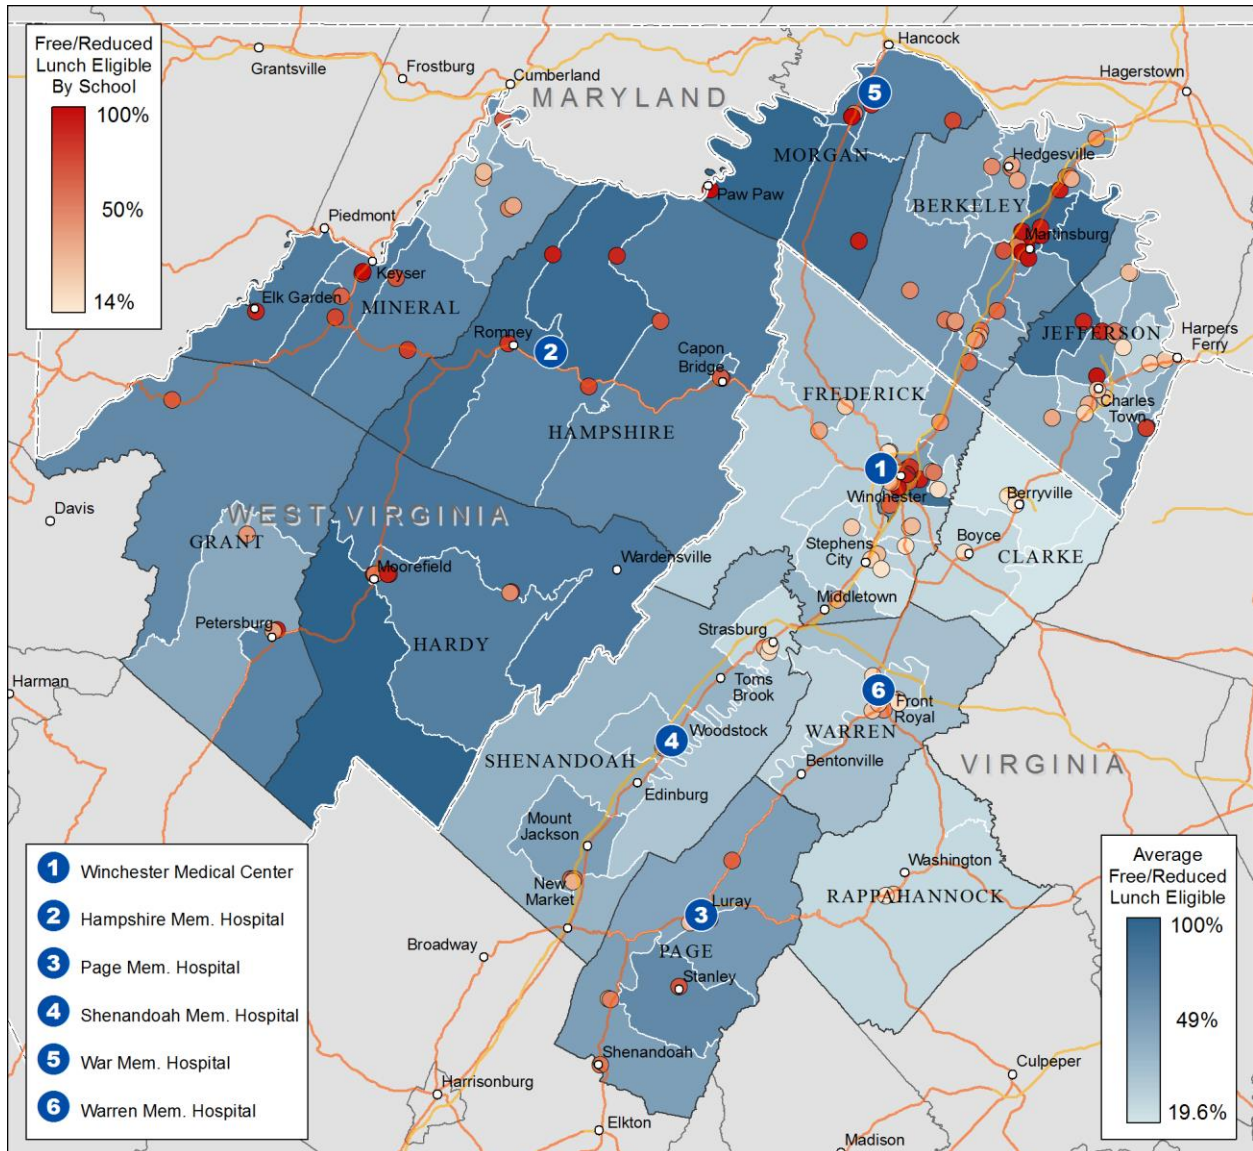 Free/Reduced
Lunch Eligible
By School
100%
50%
14%
Grantsville
Frostburg
Cumberland
MARYLAND
Hancock
Hagerstown
5
MORGAN
Hedgesville
Paw Paw
BERKELEY
Martinsburg
Piedmont
Keyser
Elk Garden
MINERAL
Romney
2
Capon
Bridge
JEFFERSON
Harpers
Ferry
Charles
Town
FREDERICK
HAMPSHIRE
1
Winchester
Berryville
Davis
WEST VIRGINIA
GRANT
Wardensville
Stephens
City
Boyce
CLARKE
Moorefield
Middletown
Petersburg
HARDY
Strasburg
Harman
Toms
Brook
6
Front
Royal
4
Woodstock
WARREN
SHENANDOAH
Bentonville
VIRGINIA
Edinburg
Mount
Jackson
New
Market
Washington
RAPPAHANNOCK
3
Luray
Broadway
PAGE
Stanley
Shenandoah
Harrisonburg
Culpeper
Elkton
Madison
1 Winchester Medical Center
2 Hampshire Mem. Hospital
3 Page Mem. Hospital
4 Shenandoah Mem. Hospital
5 War Mem. Hospital
6 Warren Mem. Hospital
Average
Free/Reduced
Lunch Eligible
100%
49%
19.6%